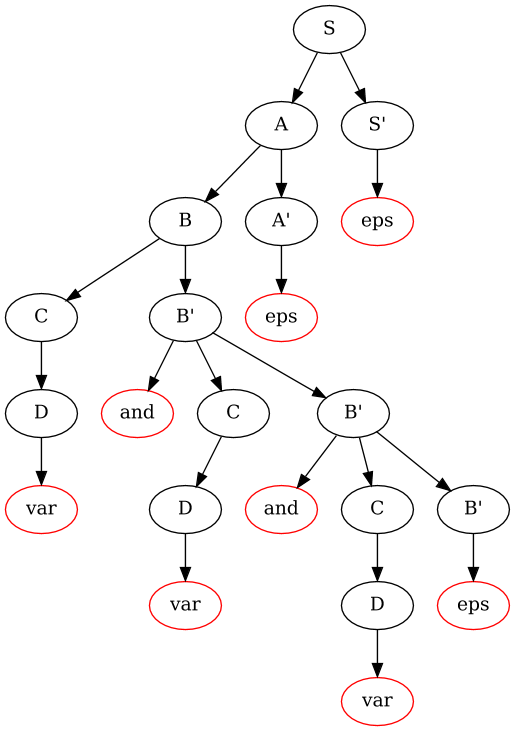 S
A S'
B A' eps
C B' eps
D and C B'
var D and C B'
var D eps
var